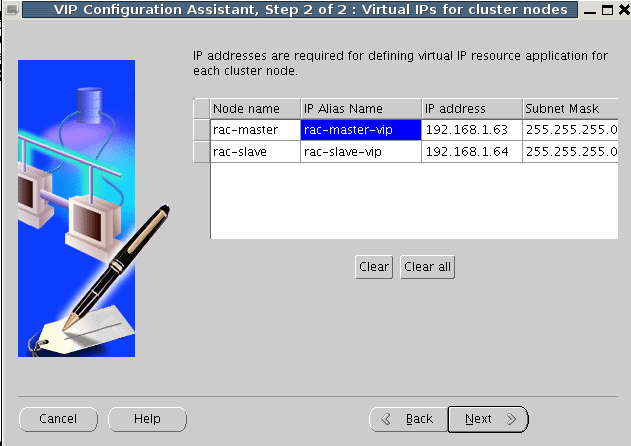 VIP Configuration Assistant, Step 2 of 2 : Virtual IPs for cluster nodes
IP addresses are required for defining virtual IP resource application for
each cluster node.
Node name IP Alias Name IP address Subnet Mask
rac-master rac-master-vip 192.168.1.63 255.255.255.0
rac-slave rac-slave-vip 192.168.1.64 255.255.255.0
Clear Clear all
Cancel Help Back Next